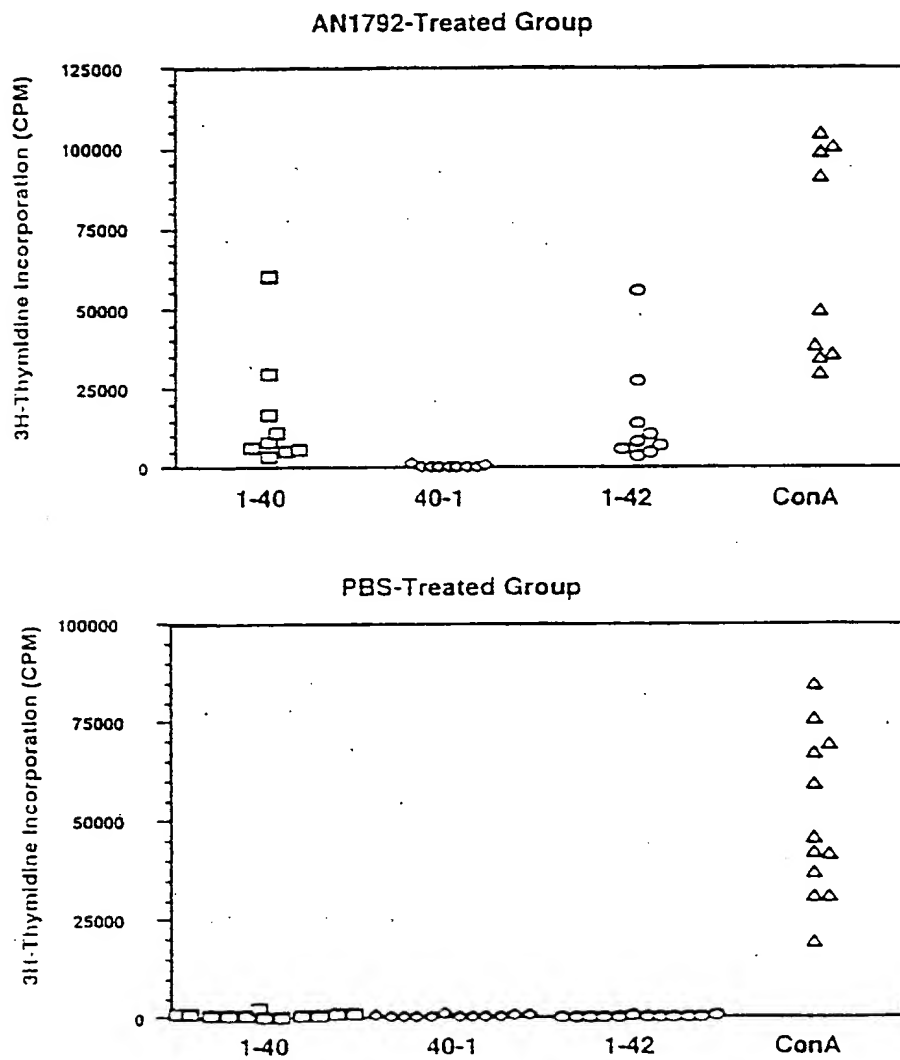 AN1792-Treated Group
3H-Thymidine Incorporation (CPM)
125000
100000
75000
50000
25000
0
1-40 40-1 1-42 ConA
PBS-Treated Group
3H-Thymidine Incorporation (CPM)
100000
75000
50000
25000
0
1-40 40-1 1-42 ConA